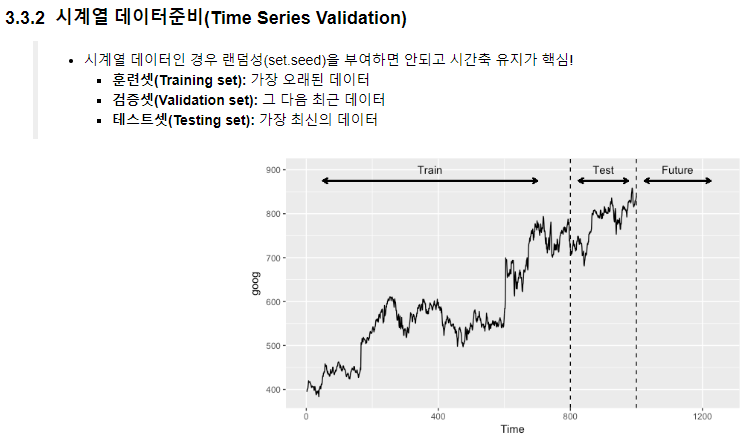 3.3.2 시계열 데이터준비(Time Series Validation)
시계열 데이터인 경우 랜덤성(set.seed)을 부여하면 안되고 시간축 유지가 핵심!
훈련셋(Training set): 가장 오래된 데이터
검증셋(Validation set): 그 다음 최근 데이터
테스트셋(Testing set): 가장 최신의 데이터
Train
Test
Future
900
800
700
600
500
400
goog
0
400
800
1200
Time